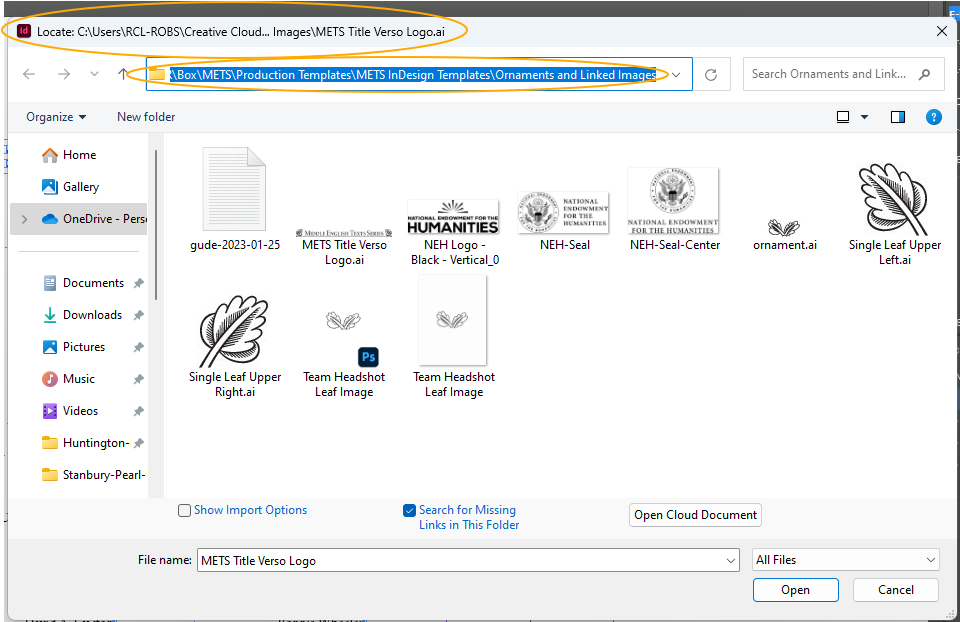 Id Locate: C:\Users\RCL-ROBS\Creative Cloud... Images\METS Title Verso Logo.ai
:\Box\METS\Production Templates\METS InDesign Templates\Ornaments and Linked Images
Search Ornaments and Link...
Organize
New folder
?
Home
Gallery
OneDrive - Pers
Documents
Downloads
Pictures
Music
Videos
Huntington-
Stanbury-Pearl-
gude-2023-01-25
MIDDLE ENGLISH TEXTS SERIES
METS Title Verso
Logo.ai
NATIONAL ENDOWMENT FOR THE
HUMANITIES
NEH Logo -
Black - Vertical_0
NATIONAL
ENDOWMENT
FOR THE
HUMANITIES
NEH-Seal
NATIONAL ENDOWMENT
FOR THE HUMANITIES
NEH-Seal-Center
ornament.ai
Single Leaf Upper
Left.ai
Single Leaf Upper
Right.ai
Ps
Team Headshot
Leaf Image
Team Headshot
Leaf Image
Show Import Options
Search for Missing
Links in This Folder
Open Cloud Document
File name:
METS Title Verso Logo
All Files
Open
Cancel